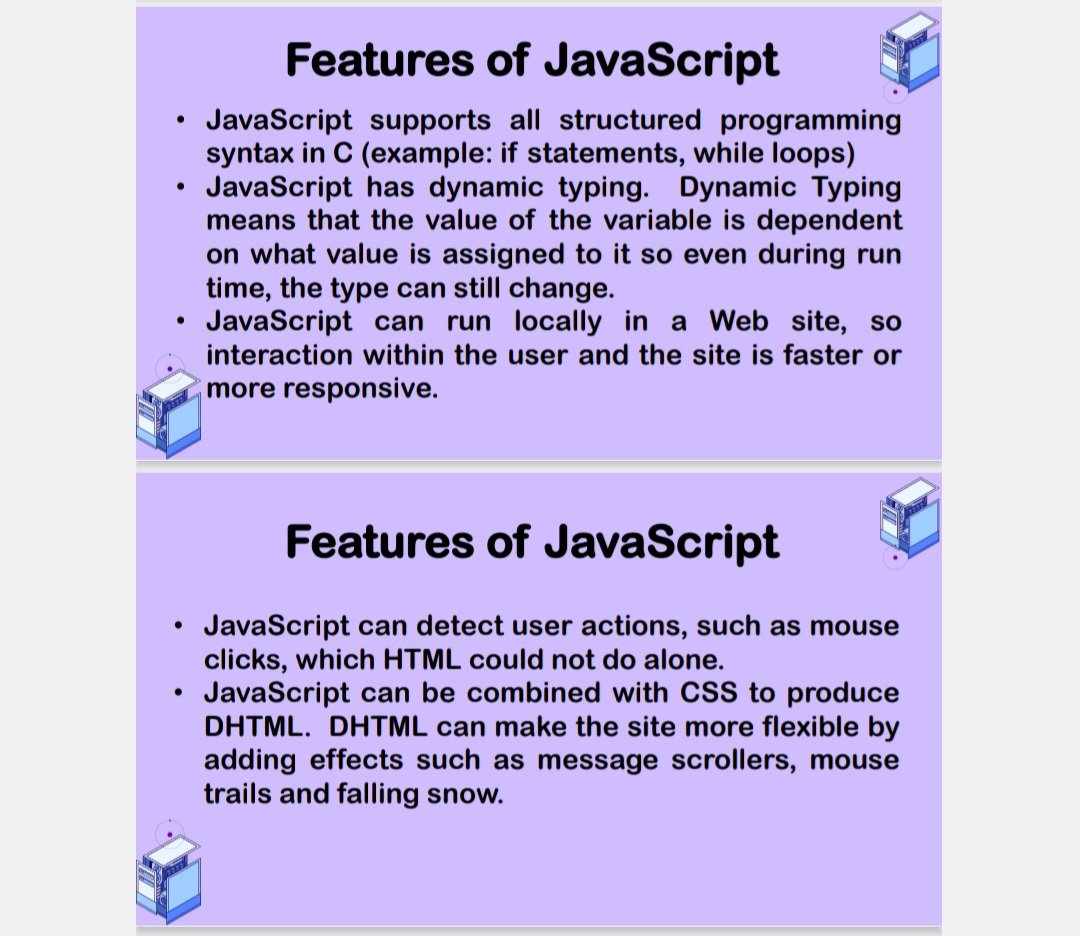 Features of JavaScript
• JavaScript supports all structured programming
syntax in C (example: if statements, while loops)
• JavaScript has dynamic typing. Dynamic Typing
means that the value of the variable is dependent
on what value is assigned to it so even during run
time, the type can still change.
• JavaScript can run locally in a Web site, so
interaction within the user and the site is faster or
more responsive.
Features of JavaScript
• JavaScript can detect user actions, such as mouse
clicks, which HTML could not do alone.
• JavaScript can be combined with CSS to produce
DHTML. DHTML can make the site more flexible by
adding effects such as message scrollers, mouse
trails and falling snow.